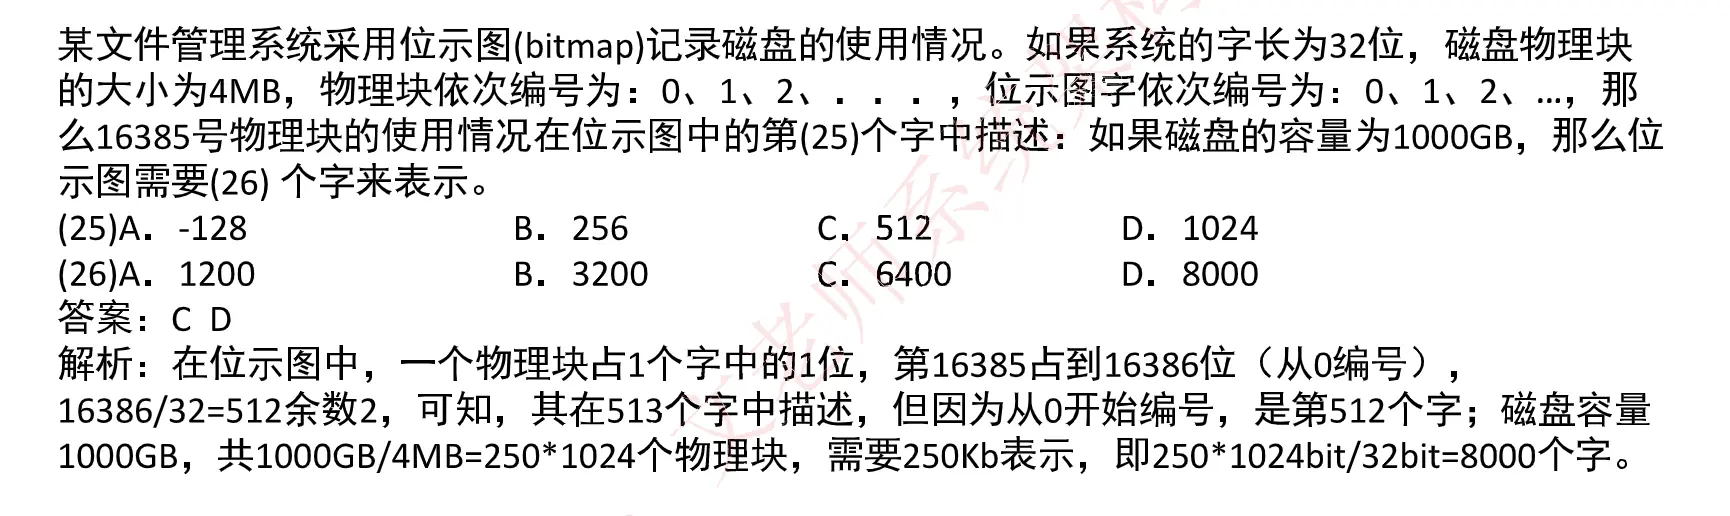 某文件管理系统采用位示图(bitmap)记录磁盘的使用情况。如果系统的字长为32位，磁盘物理块
的大小为4MB，物理块依次编号为：0、1、2、．．．，位示图字依次编号为：0、1、2、…，那
么16385号物理块的使用情况在位示图中的第(25)个字中描述：如果磁盘的容量为1000GB，那么位
示图需要(26) 个字来表示。
(25)A．-128 B．256 C．512 D．1024
(26)A．1200 B．3200 C．6400 D．8000
答案：C D
解析：在位示图中，一个物理块占1个字中的1位，第16385占到16386位（从0编号），
16386/32=512余数2，可知，其在513个字中描述，但因为从0开始编号，是第512个字；磁盘容量
1000GB，共1000GB/4MB=250*1024个物理块，需要250Kb表示，即250*1024bit/32bit=8000个字。
文老师系统架构